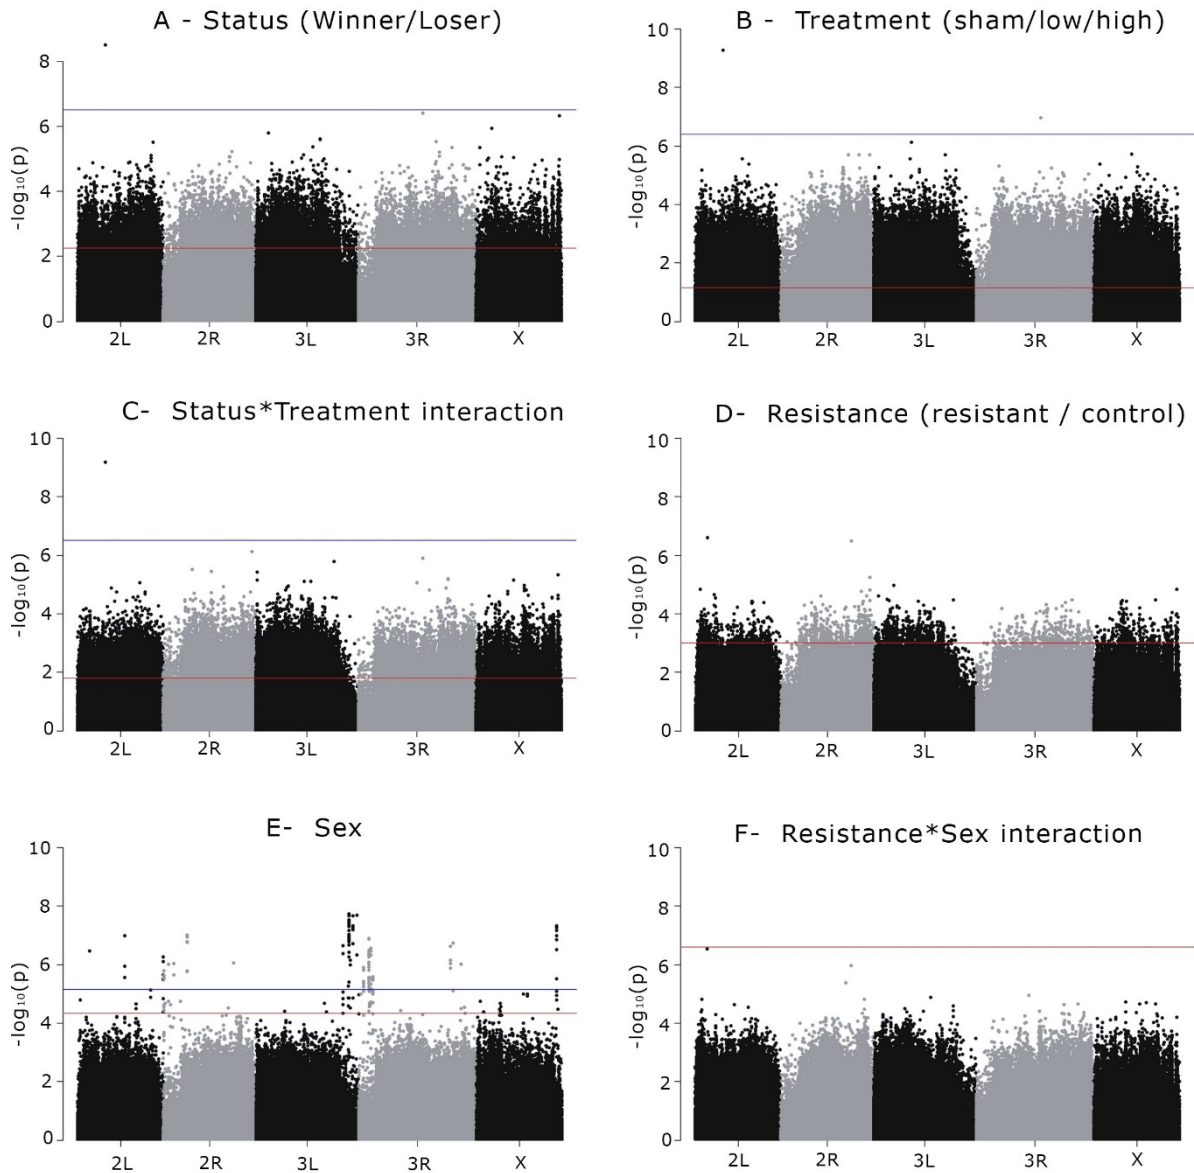 A - Status (Winner/Loser)
8
6
4
2
0
-log₁₀(p)
2L 2R 3L 3R X
B - Treatment (sham/low/high)
10
8
6
4
2
0
-log₁₀(p)
2L 2R 3L 3R X
C- Status*Treatment interaction
10
8
6
4
2
0
-log₁₀(p)
2L 2R 3L 3R X
D- Resistance (resistant / control)
10
8
6
4
2
0
-log₁₀(p)
2L 2R 3L 3R X
E- Sex
10
8
6
4
2
0
-log₁₀(p)
2L 2R 3L 3R X
F- Resistance*Sex interaction
10
8
6
4
2
0
-log₁₀(p)
2L 2R 3L 3R X